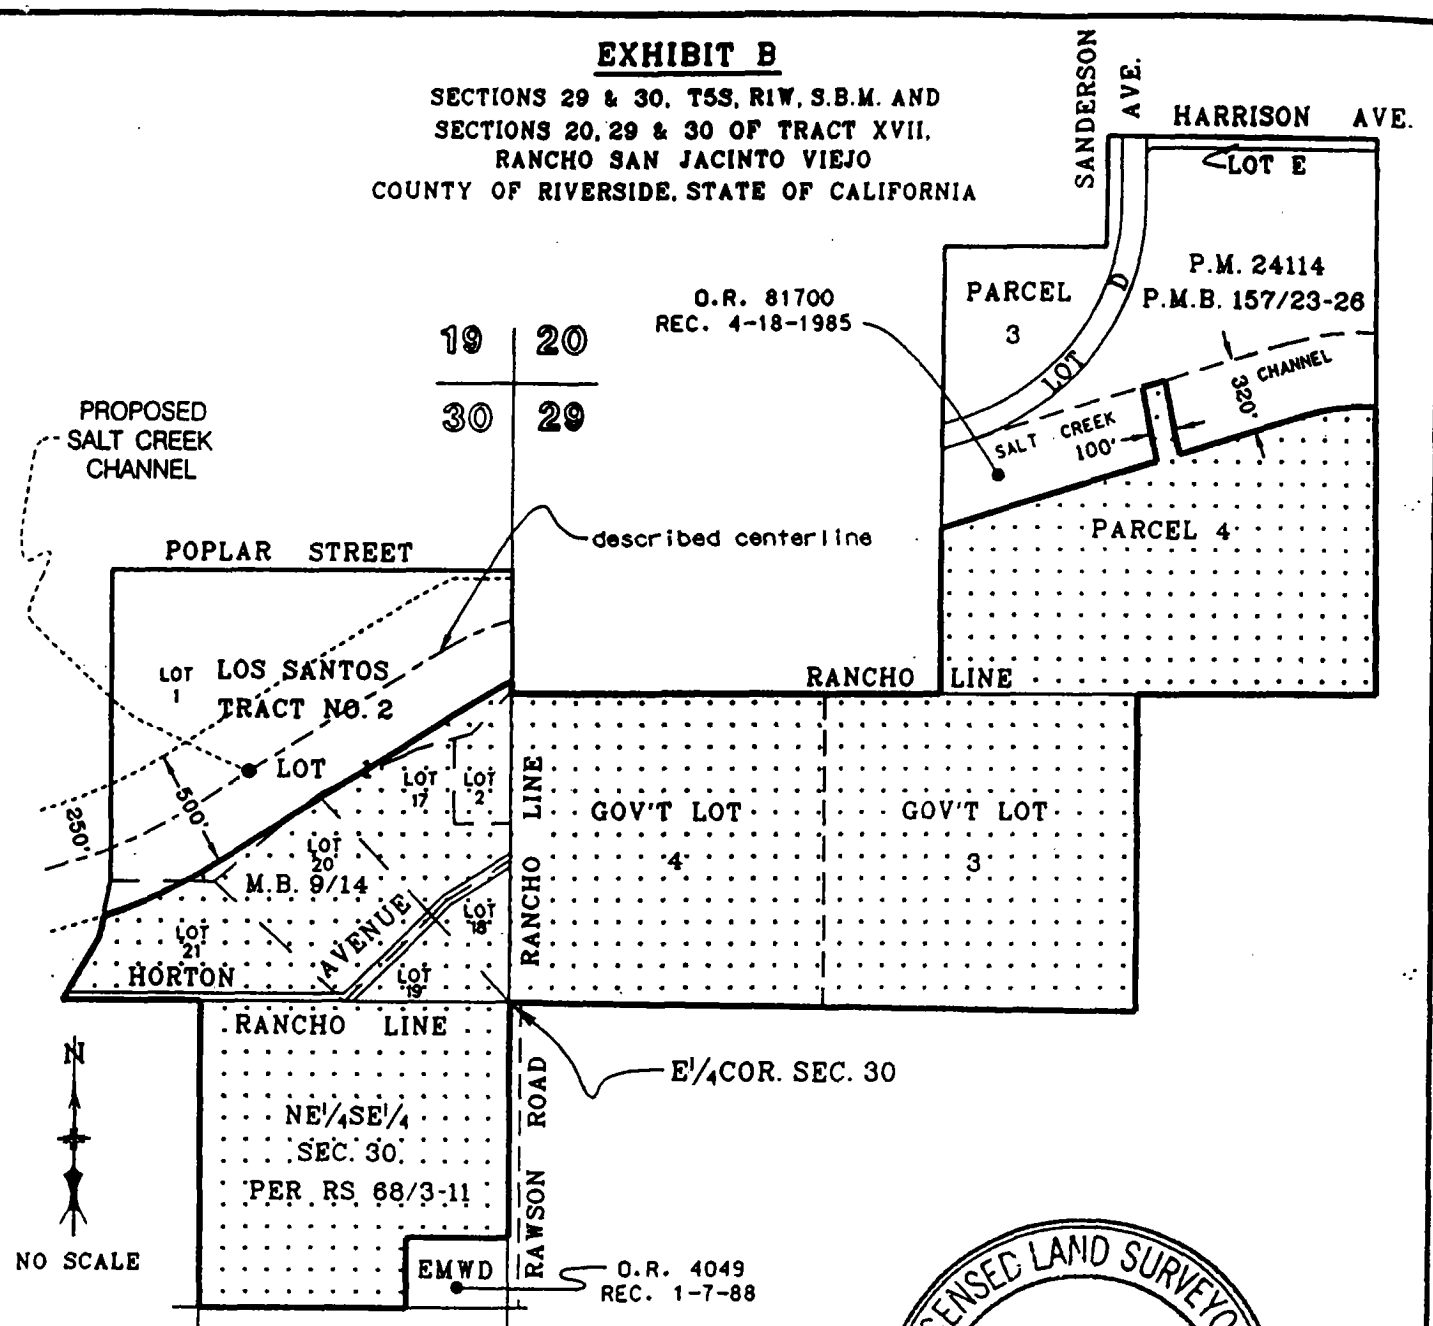 EXHIBIT B
SECTIONS 29 & 30, T5S, R1W, S.B.M. AND
SECTIONS 20, 29 & 30 OF TRACT XVII,
RANCHO SAN JACINTO VIEJO
COUNTY OF RIVERSIDE, STATE OF CALIFORNIA
SANDERSON
AVE.
HARRISON AVE.
LOT E
P.M. 24114
P.M.B. 157/23-26
PARCEL
3
LOT D
O.R. 81700
REC. 4-18-1985
19 20
30 29
SALT CREEK CHANNEL
320'
100'
PARCEL 4
PROPOSED
SALT CREEK
CHANNEL
described centerline
POPLAR STREET
LOT
1
LOS SANTOS
TRACT NO. 2
RANCHO LINE
LOT 1
500'
250'
LOT
17
LOT
2
LOT
20
M.B. 9/14
LOT
21
LOT
18
LOT
19
HORTON AVENUE
RANCHO LINE
GOV'T LOT
4
GOV'T LOT
3
RANCHO LINE
E1/4 COR. SEC. 30
N
NO SCALE
NE1/4SE1/4
SEC. 30
PER RS 68/3-11
RAWSON ROAD
EMWD
O.R. 4049
REC. 1-7-88
CENSED LAND SURVEYO